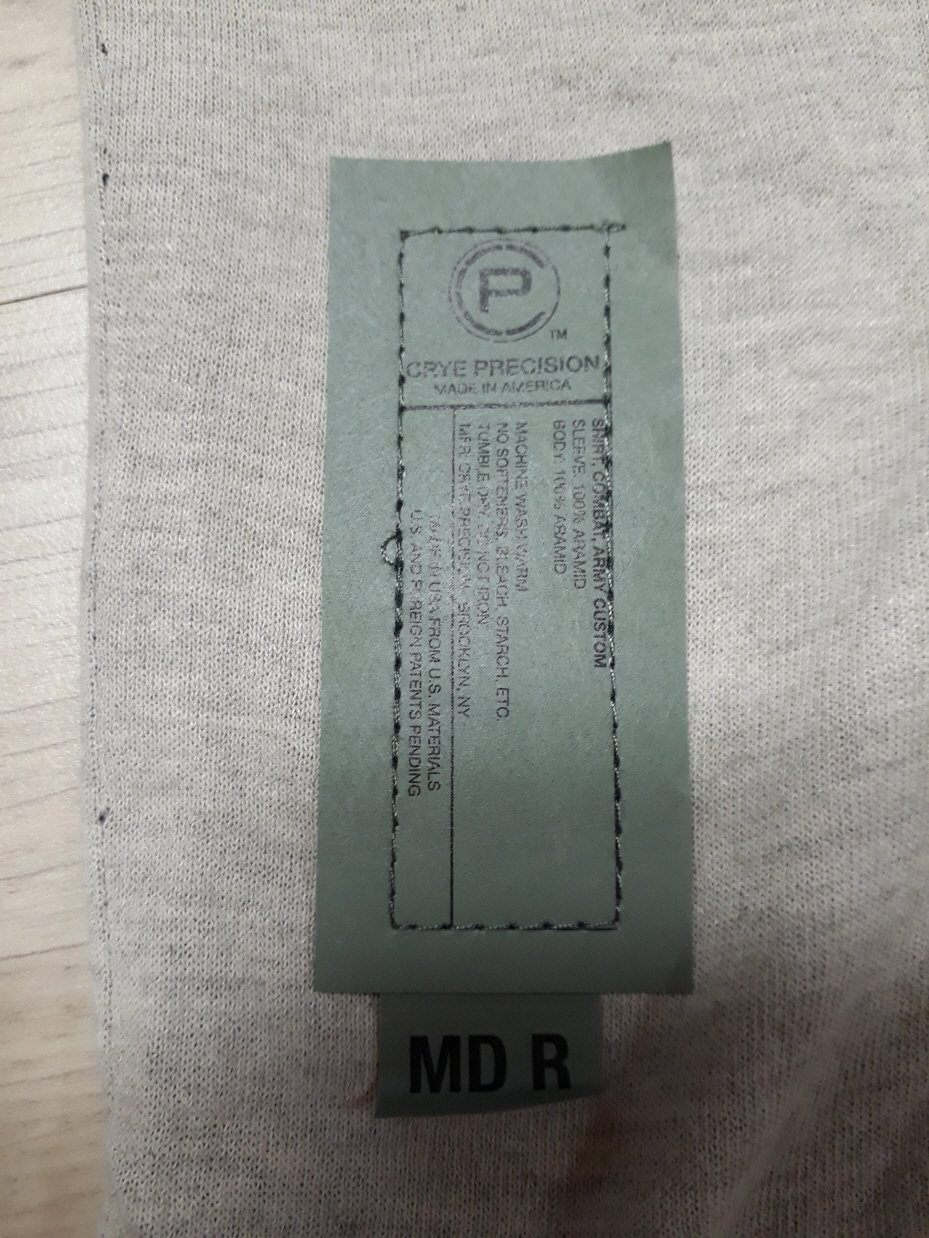 P
TM
CRYE PRECISION
MADE IN AMERICA
SHIRT, COMBAT, ARMY CUSTOM
SLEEVE: 100% ARAMID
BODY: 100% ARAMID
MACHINE WASH WARM
NO SOFTENERS, BLEACH, STARCH, ETC.
TUMBLE DRY, DO NOT IRON
MFR: CRYE PRECISION, BROOKLYN, NY
MADE IN USA FROM U.S. MATERIALS
U.S. AND FOREIGN PATENTS PENDING
MD R